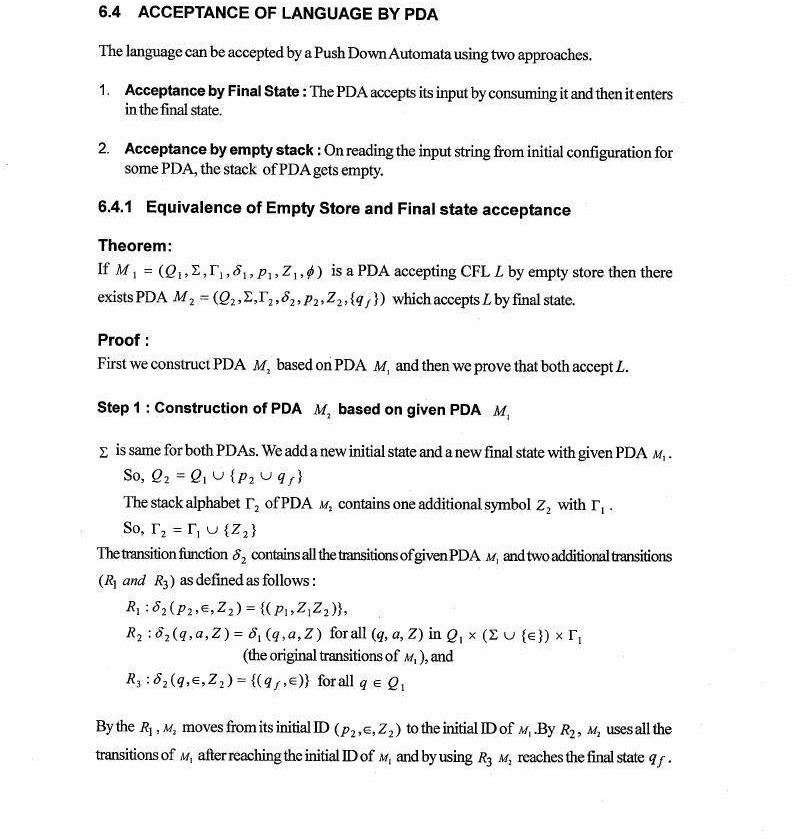 6.4 ACCEPTANCE OF LANGUAGE BY PDA
The language can be accepted by a Push Down Automata using two approaches.
1. Acceptance by Final State : The PDA accepts its input by consuming it and then it enters
in the final state.
2. Acceptance by empty stack : On reading the input string from initial configuration for
some PDA, the stack of PDA gets empty.
6.4.1 Equivalence of Empty Store and Final state acceptance
Theorem:
If M₁ = (Q₁,Σ,Γ₁,δ₁,p₁,Z₁,ϕ) is a PDA accepting CFL L by empty store then there
exists PDA M₂ = (Q₂,Σ,Γ₂,δ₂,p₂,Z₂,{q_f}) which accepts L by final state.
Proof :
First we construct PDA M₂ based on PDA M₁ and then we prove that both accept L.
Step 1 : Construction of PDA M₂ based on given PDA M₁
Σ is same for both PDAs. We add a new initial state and a new final state with given PDA M₁.
So, Q₂ = Q₁ ∪ {p₂ ∪ q_f}
The stack alphabet Γ₂ of PDA M₂ contains one additional symbol Z₂ with Γ₁.
So, Γ₂ = Γ₁ ∪ {Z₂}
The transition function δ₂ contains all the transitions of given PDA M₁ and two additional transitions
(R₁ and R₃) as defined as follows :
R₁ : δ₂(p₂,∈,Z₂) = {(p₁,Z₁Z₂)},
R₂ : δ₂(q,a,Z) = δ₁(q,a,Z) for all (q, a, Z) in Q₁ × (Σ ∪ {∈}) × Γ₁
(the original transitions of M₁), and
R₃ : δ₂(q,∈,Z₂) = {(q_f,∈)} for all q ∈ Q₁
By the R₁, M₂ moves from its initial ID (p₂,∈,Z₂) to the initial ID of M₁. By R₂, M₂ uses all the
transitions of M₁ after reaching the initial ID of M₁ and by using R₃ M₂ reaches the final state q_f.